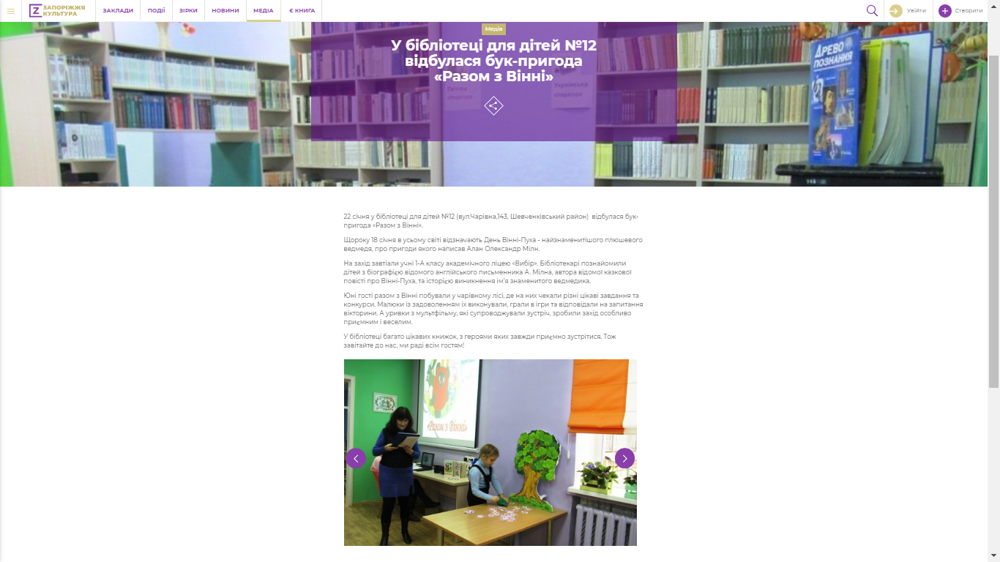 ЗАПОРІЖЖЯ
КУЛЬТУРА
ЗАКЛАДИ
ПОДІЇ
ЗІРКИ
НОВИНИ
МЕДІА
Є КНИГА
Увійти
Створити
Медіа
У бібліотеці для дітей №12
відбулася бук-пригода
«Разом з Вінні»
Світова
література
Українська
література
ДРЕВО
ПОЗНАНИЯ
22 січня у бібліотеці для дітей №12 (вул.Чарівна,143, Шевченківський район)  відбулася бук-
пригода «Разом з Вінні».
Щороку 18 січня в усьому світі відзначають День Вінні-Пуха - найзнаменитішого плюшевого
ведмедя, про пригоди якого написав Алан Олександр Мілн.
На захід завтіали учні 1-А класу академічного ліцею «Вибір». Бібліотекарі познайомили
дітей з біографією відомого англійського письменника А. Мілна, автора відомої казкової
повісті про Вінні-Пуха, та історією виникнення ім'я знаменитого ведмедика.
Юні гості разом з Вінні побували у чарівному лісі, де на них чекали різні цікаві завдання та
конкурси. Малюки із задоволенням їх виконували, грали в ігри та відповідали на запитання
вікторини. А уривки з мультфільму, які супроводжували зустріч, зробили захід особливо
приємним і веселим.
У бібліотеці багато цікавих книжок, з героями яких завжди приємно зустрітися. Тож
завітайте до нас, ми раді всім гостям!
«Разом з Вінні»